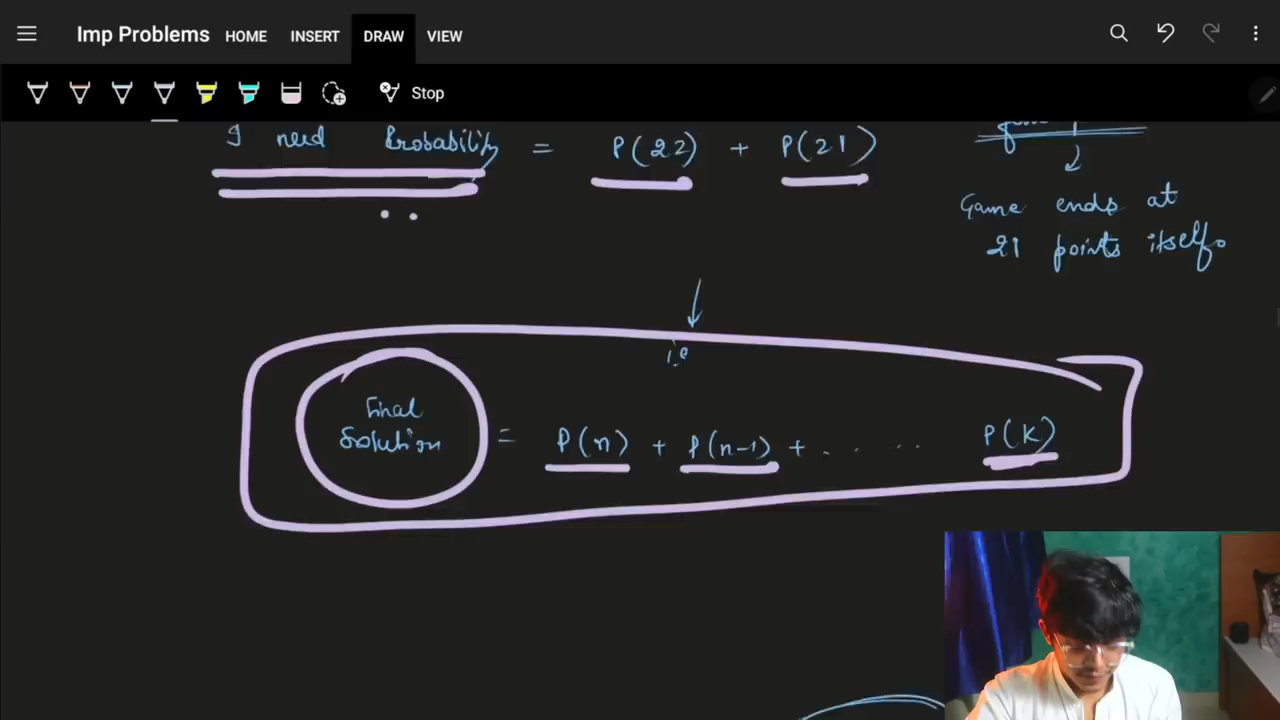 Imp Problems HOME INSERT DRAW VIEW
Stop
I need Probability = P(22) + P(21)
Game ends at
21 points itself.
i.e
Final
Solution = P(n) + P(n-1) + . . . . . P(K)